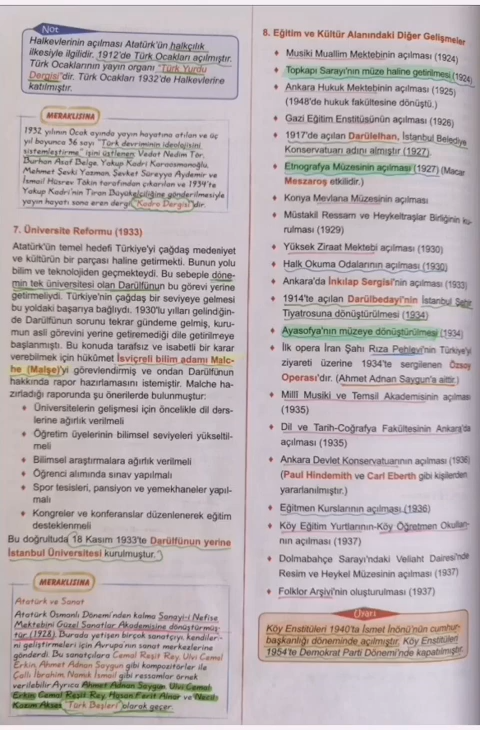 Not
Halkevlerinin açılması Atatürk'ün halkçılık
ilkesiyle ilgilidir. 1912'de Türk Ocakları açılmıştır.
Türk Ocaklarının yayın organı "Türk Yurdu
Dergisi"dir. Türk Ocakları 1932'de Halkevlerine
katılmıştır.
MERAKLISINA
1932 yılının Ocak ayında yayın hayatına atılan ve üç
yıl boyunca 36 sayı "Türk devriminin ideolojisini
sistemleştirme" işini üstlenen Vedat Nedim Tör,
Burhan Asaf Belge, Yakup Kadri Karaosmanoğlu,
Mehmet Şevki Yazman, Şevket Süreyya Aydemir ve
İsmail Hüsrev Tökin tarafından çıkarılan ve 1934'te
Yakup Kadri'nin Tiran Büyükelçiliğine gönderilmesiyle
yayın hayatı sona eren dergi "Kadro Dergisi"dir.
7. Üniversite Reformu (1933)
Atatürk'ün temel hedefi Türkiye'yi çağdaş medeniyet
ve kültürün bir parçası haline getirmekti. Bunun yolu
bilim ve teknolojiden geçmekteydi. Bu sebeple döne-
min tek üniversitesi olan Darülfünun bu görevi yerine
getirmeliydi. Türkiye'nin çağdaş bir seviyeye gelmesi
bu yoldaki başarıya bağlıydı. 1930'lu yılları gelindiğin-
de Darülfünun sorunu tekrar gündeme gelmiş, kuru-
mun asli görevini yerine getiremediği dile getirilmeye
başlanmıştı. Bu konuda tarafsız ve isabetli bir karar
verebilmek için hükümet İsviçreli bilim adamı Malc-
he (Malşe)'yi görevlendirmiş ve ondan Darülfünun
hakkında rapor hazırlamasını istemiştir. Malche ha-
zırladığı raporunda şu önerilerde bulunmuştur:
♦ Üniversitelerin gelişmesi için öncelikle dil ders-
lerine ağırlık verilmeli
♦ Öğretim üyelerinin bilimsel seviyeleri yükseltil-
meli
♦ Bilimsel araştırmalara ağırlık verilmeli
♦ Öğrenci alımında sınav yapılmalı
♦ Spor tesisleri, pansiyon ve yemekhaneler yapıl-
malı
♦ Kongreler ve konferanslar düzenlenerek eğitim
desteklenmeli
Bu doğrultuda 18 Kasım 1933'te Darülfünun yerine
İstanbul Üniversitesi kurulmuştur.
MERAKLISINA
Atatürk ve Sanat
Atatürk Osmanlı Dönemi'nden kalma Sanayi-i Nefise
Mektebini Güzel Sanatlar Akademisine dönüştürmüş-
tür (1928). Burada yetişen birçok sanatçıyı kendileri-
ni geliştirmeleri için Avrupa'nın sanat merkezlerine
gönderdi. Bu sanatçılara Cemal Reşit Rey, Ulvi Cemal
Erkin, Ahmet Adnan Saygun gibi kompozitörler ile
Çallı İbrahim, Namık İsmail gibi ressamlar örnek
verilebilir Ayrıca Ahmet Adnan Saygun, Ulvi Cemal
Erkin, Cemal Reşit Rey, Hasan Ferit Alnar ve Necil
Kazım Akses "Türk Beşleri" olarak geçer.
8. Eğitim ve Kültür Alanındaki Diğer Gelişmeler
♦ Musiki Muallim Mektebinin açılması (1924)
♦ Topkapı Sarayı'nın müze haline getirilmesi (1924)
♦ Ankara Hukuk Mektebinin açılması (1925)
(1948'de hukuk fakültesine dönüştü.)
♦ Gazi Eğitim Enstitüsünün açılması (1926)
♦ 1917'de açılan Darülelhan, İstanbul Belediye
Konservatuarı adını almıştır (1927).
♦ Etnografya Müzesinin açılması (1927) (Macar
Meszaroş etkilidir.)
♦ Konya Mevlana Müzesinin açılması
♦ Müstakil Ressam ve Heykeltraşlar Birliğinin ku-
rulması (1929)
♦ Yüksek Ziraat Mektebi açılması (1930)
♦ Halk Okuma Odalarının açılması (1930)
♦ Ankara'da İnkılap Sergisi'nin açılması (1933)
♦ 1914'te açılan Darülbedayi'nin İstanbul Şehir
Tiyatrosuna dönüştürülmesi (1934)
♦ Ayasofya'nın müzeye dönüştürülmesi (1934)
♦ İlk opera İran Şahı Rıza Pehlevi'nin Türkiye'yi
ziyareti üzerine 1934'te sergilenen Özsoy
Operası'dır. (Ahmet Adnan Saygun'a aittir.)
♦ Millî Musiki ve Temsil Akademisinin açılması
(1935)
♦ Dil ve Tarih-Coğrafya Fakültesinin Ankara'da
açılması (1935)
♦ Ankara Devlet Konservatuarının açılması (1936)
(Paul Hindemith ve Carl Eberth gibi kişilerden
yararlanılmıştır.)
♦ Eğitmen Kurslarının açılması (1936)
♦ Köy Eğitim Yurtlarının-Köy Öğretmen Okulları-
nın açılması (1937)
♦ Dolmabahçe Sarayı'ndaki Veliaht Dairesi'nde
Resim ve Heykel Müzesinin açılması (1937)
♦ Folklor Arşivi'nin oluşturulması (1937)
Uyarı
Köy Enstitüleri 1940'ta İsmet İnönü'nün cumhur-
başkanlığı döneminde açılmıştır. Köy Enstitüleri
1954'te Demokrat Parti Dönemi'nde kapatılmıştır.